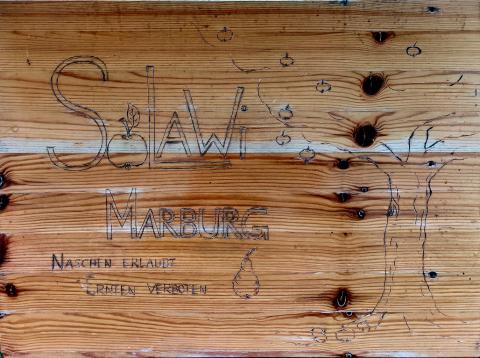 SoLaWi
MARBURG
NASCHEN ERLAUBT
ERNTEN VERBOTEN